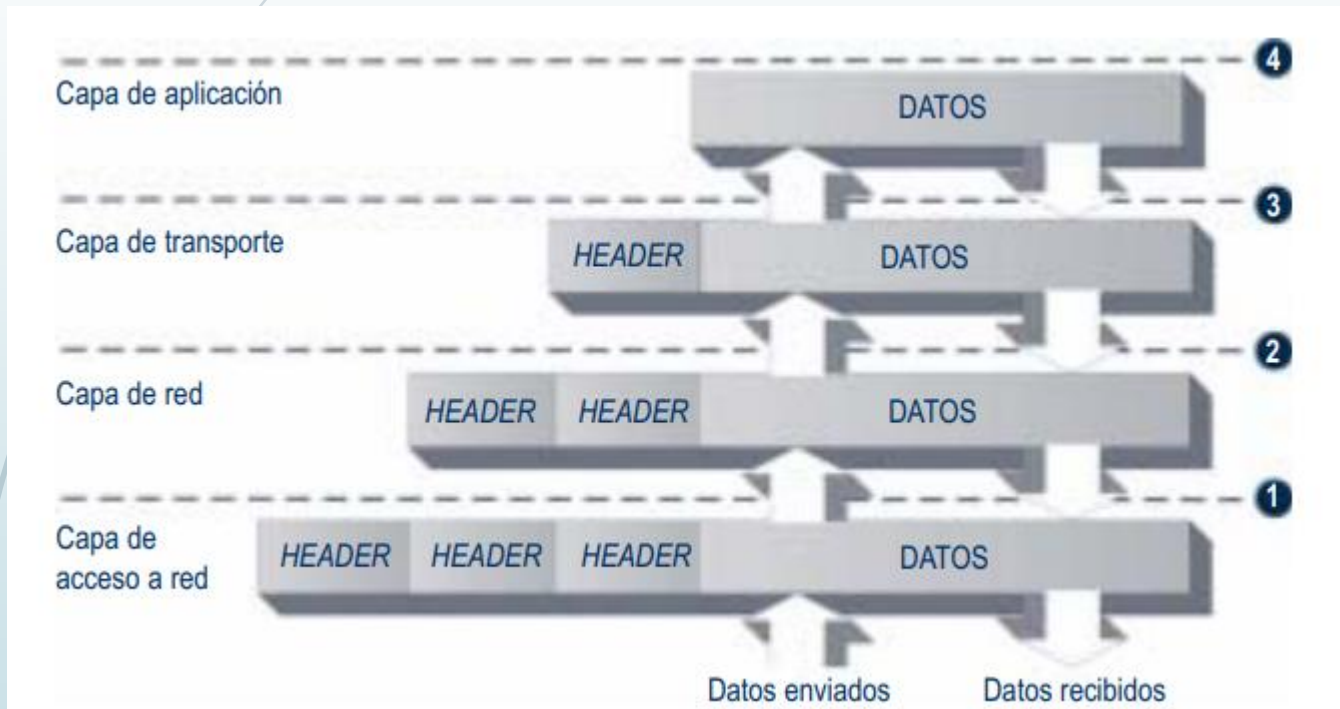 4
Capa de aplicación
DATOS
3
Capa de transporte
HEADER DATOS
2
Capa de red
HEADER HEADER DATOS
1
Capa de
acceso a red
HEADER HEADER HEADER DATOS
Datos enviados Datos recibidos